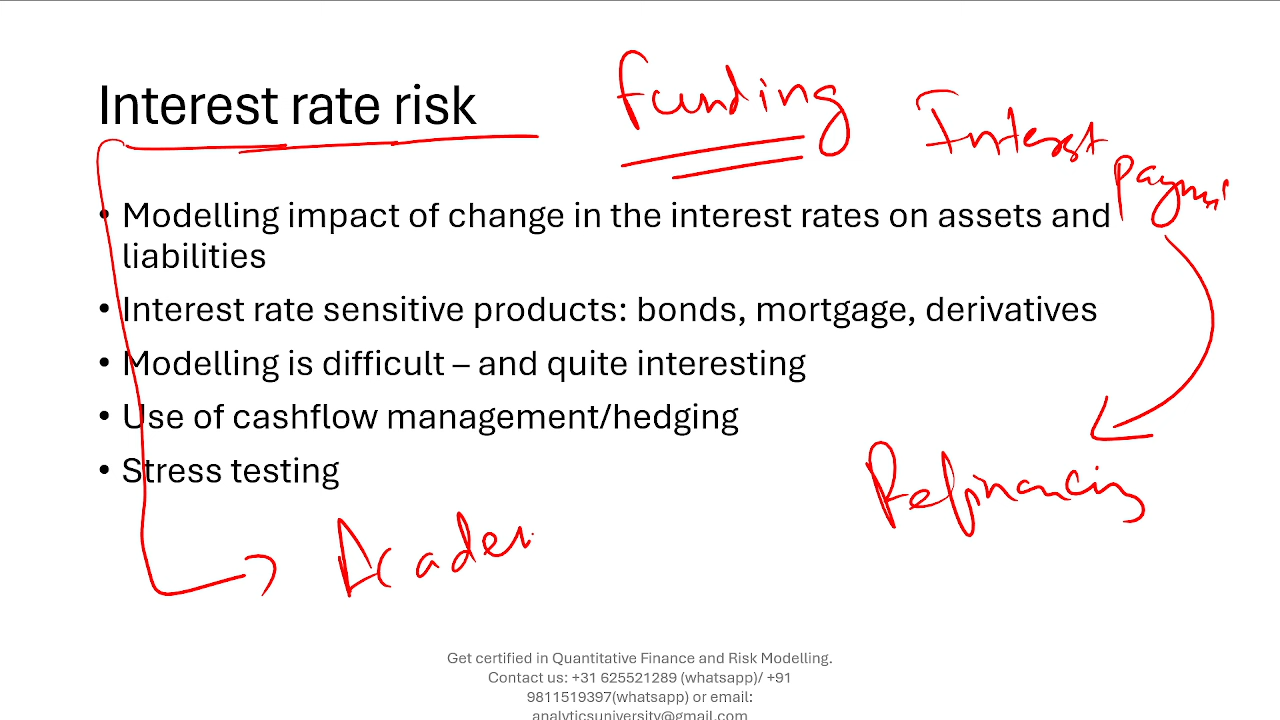 Interest rate risk
funding
Interest
• Modelling impact of change in the interest rates on assets and
liabilities
• Interest rate sensitive products: bonds, mortgage, derivatives
• Modelling is difficult – and quite interesting
• Use of cashflow management/hedging
• Stress testing
Refinancing
Get certified in Quantitative Finance and Risk Modelling.
Contact us: +31 625521289 (whatsapp)/ +91
9811519397(whatsapp) or email:
analyticsuniversity@gmail.com